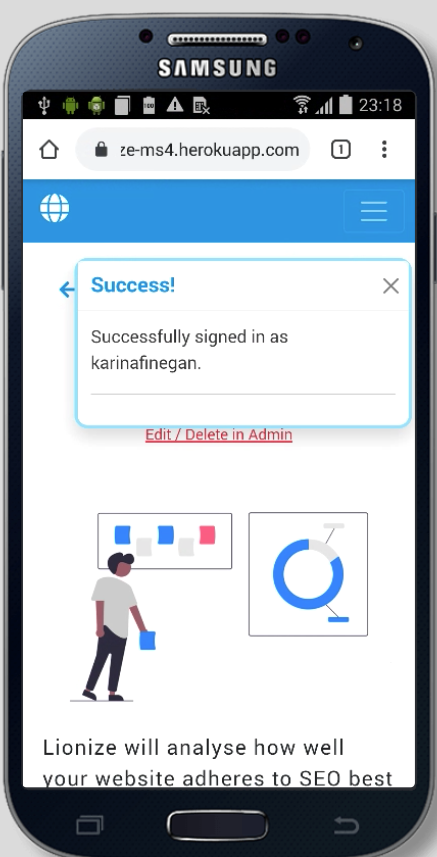 SAMSUNG
23:18
ze-ms4.herokuapp.com
1
Success!
Successfully signed in as
karinafinegan.
Edit / Delete in Admin
Lionize will analyse how well
your website adheres to SEO best